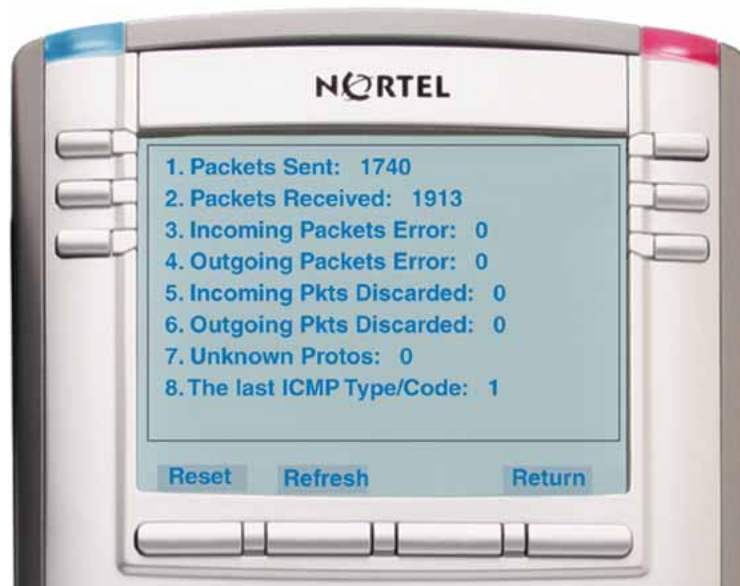 NORTEL
1. Packets Sent: 1740
2. Packets Received: 1913
3. Incoming Packets Error: 0
4. Outgoing Packets Error: 0
5. Incoming Pkts Discarded: 0
6. Outgoing Pkts Discarded: 0
7. Unknown Protos: 0
8. The last ICMP Type/Code: 1
Reset Refresh Return